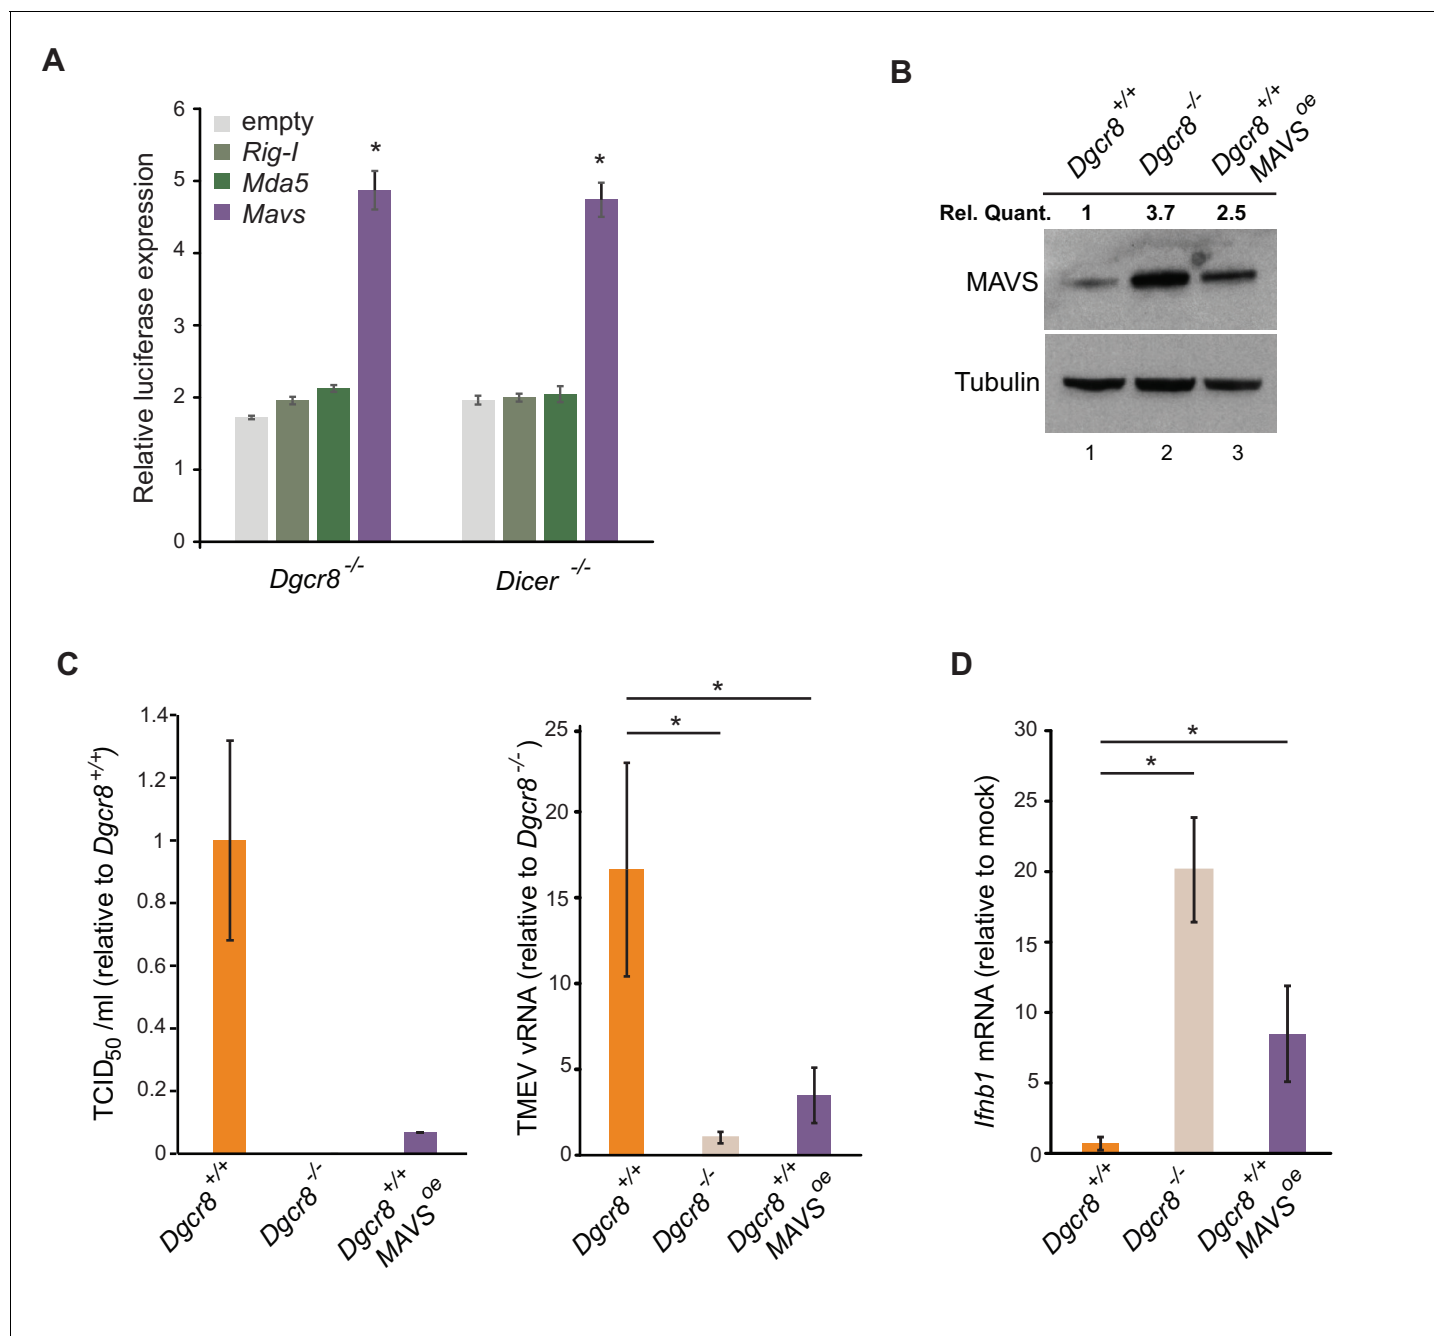 A
Relative luciferase expression
6
5
4
3
2
1
0
empty
Rig-I
Mda5
Mavs
*
*
Dgcr8 -/-
Dicer -/-
B
Dgcr8 +/+
Dgcr8 -/-
Dgcr8 +/+
MAVS oe
Rel. Quant. 1 3.7 2.5
MAVS
Tubulin
1 2 3
C
TCID50 /ml (relative to Dgcr8 +/+)
1.4
1.2
1
0.8
0.6
0.4
0.2
0
Dgcr8 +/+
Dgcr8 -/-
Dgcr8 +/+
MAVS oe
TMEV vRNA (relative to Dgcr8 -/-)
25
20
15
10
5
0
*
*
Dgcr8 +/+
Dgcr8 -/-
Dgcr8 +/+
MAVS oe
D
Ifnb1 mRNA (relative to mock)
30
25
20
15
10
5
0
*
*
Dgcr8 +/+
Dgcr8 -/-
Dgcr8 +/+
MAVS oe